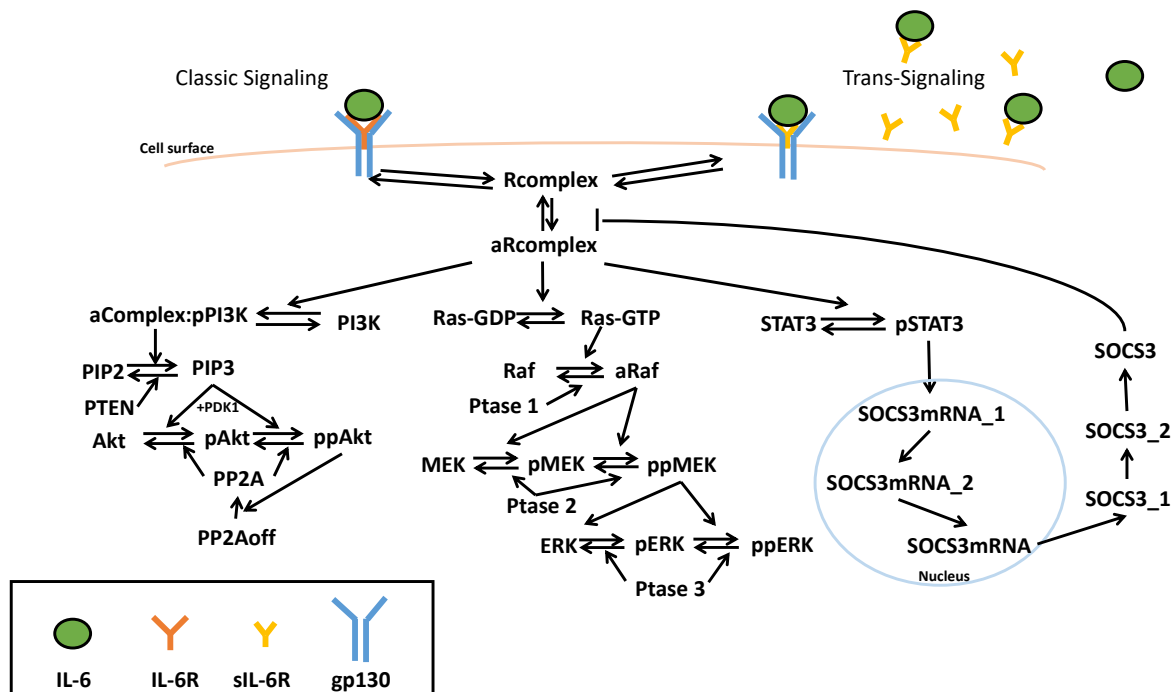 Classic Signaling
Trans-Signaling
Cell surface
Rcomplex
aRcomplex
aComplex:pPI3K
PI3K
Ras-GDP
Ras-GTP
STAT3
pSTAT3
PIP2
PIP3
PTEN
+PDK1
Akt
pAkt
ppAkt
PP2A
PP2Aoff
Raf
aRaf
Ptase 1
MEK
pMEK
ppMEK
Ptase 2
ERK
pERK
ppERK
Ptase 3
SOCS3mRNA_1
SOCS3mRNA_2
SOCS3mRNA
Nucleus
SOCS3
SOCS3_2
SOCS3_1
IL-6
IL-6R
sIL-6R
gp130